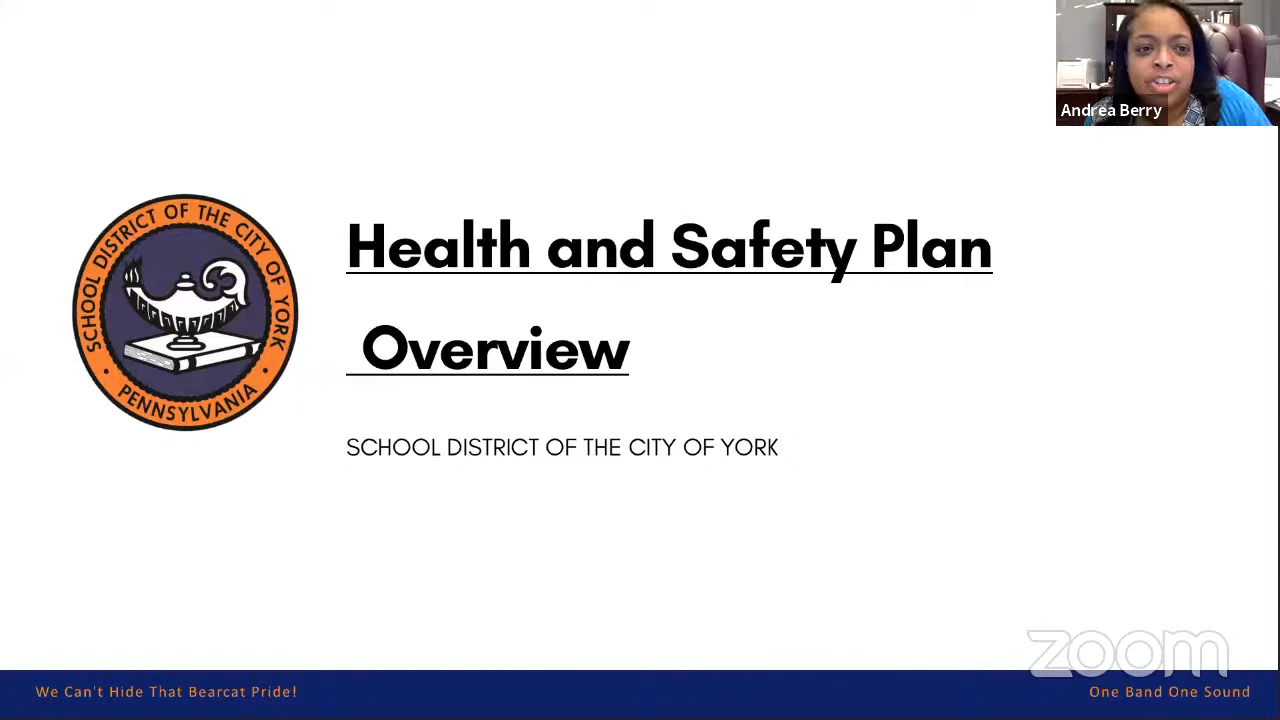 Andrea Berry
SCHOOL DISTRICT OF THE CITY OF YORK
• PENNSYLVANIA •
Health and Safety Plan
Overview
SCHOOL DISTRICT OF THE CITY OF YORK
zoom
We Can't Hide That Bearcat Pride!
One Band One Sound